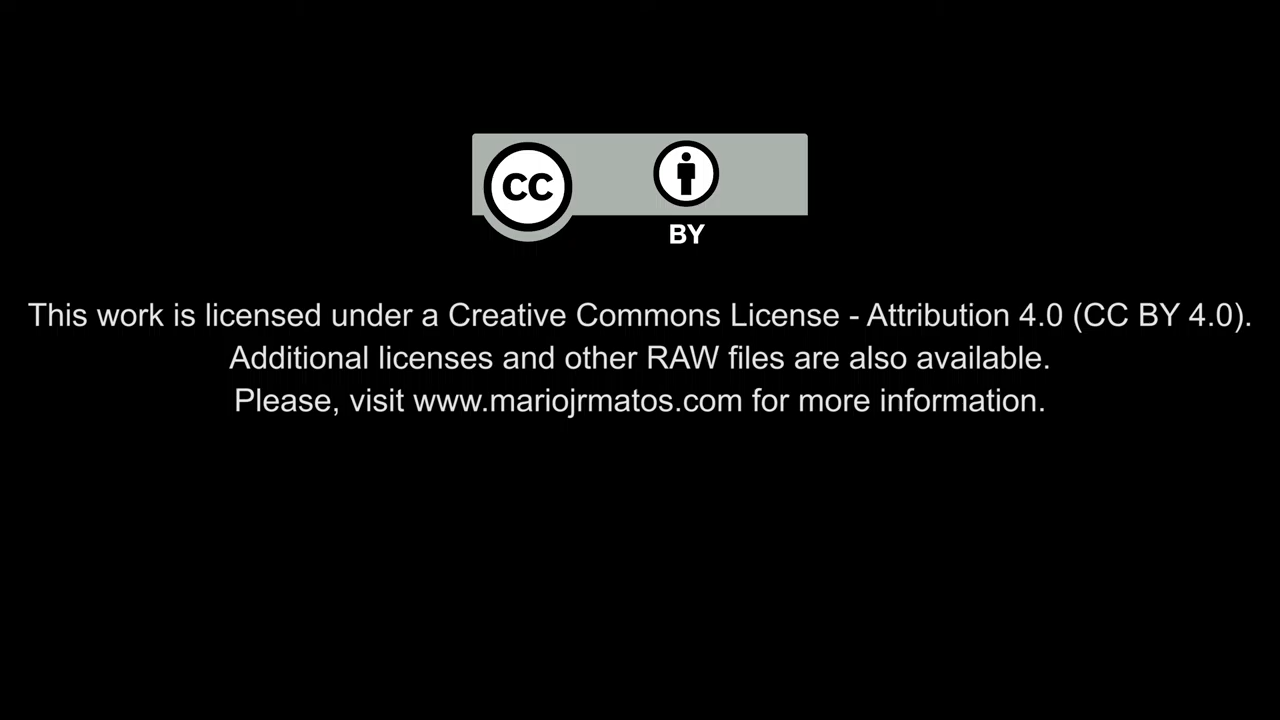 CC
BY
This work is licensed under a Creative Commons License - Attribution 4.0 (CC BY 4.0).
Additional licenses and other RAW files are also available.
Please, visit www.mariojrmatos.com for more information.